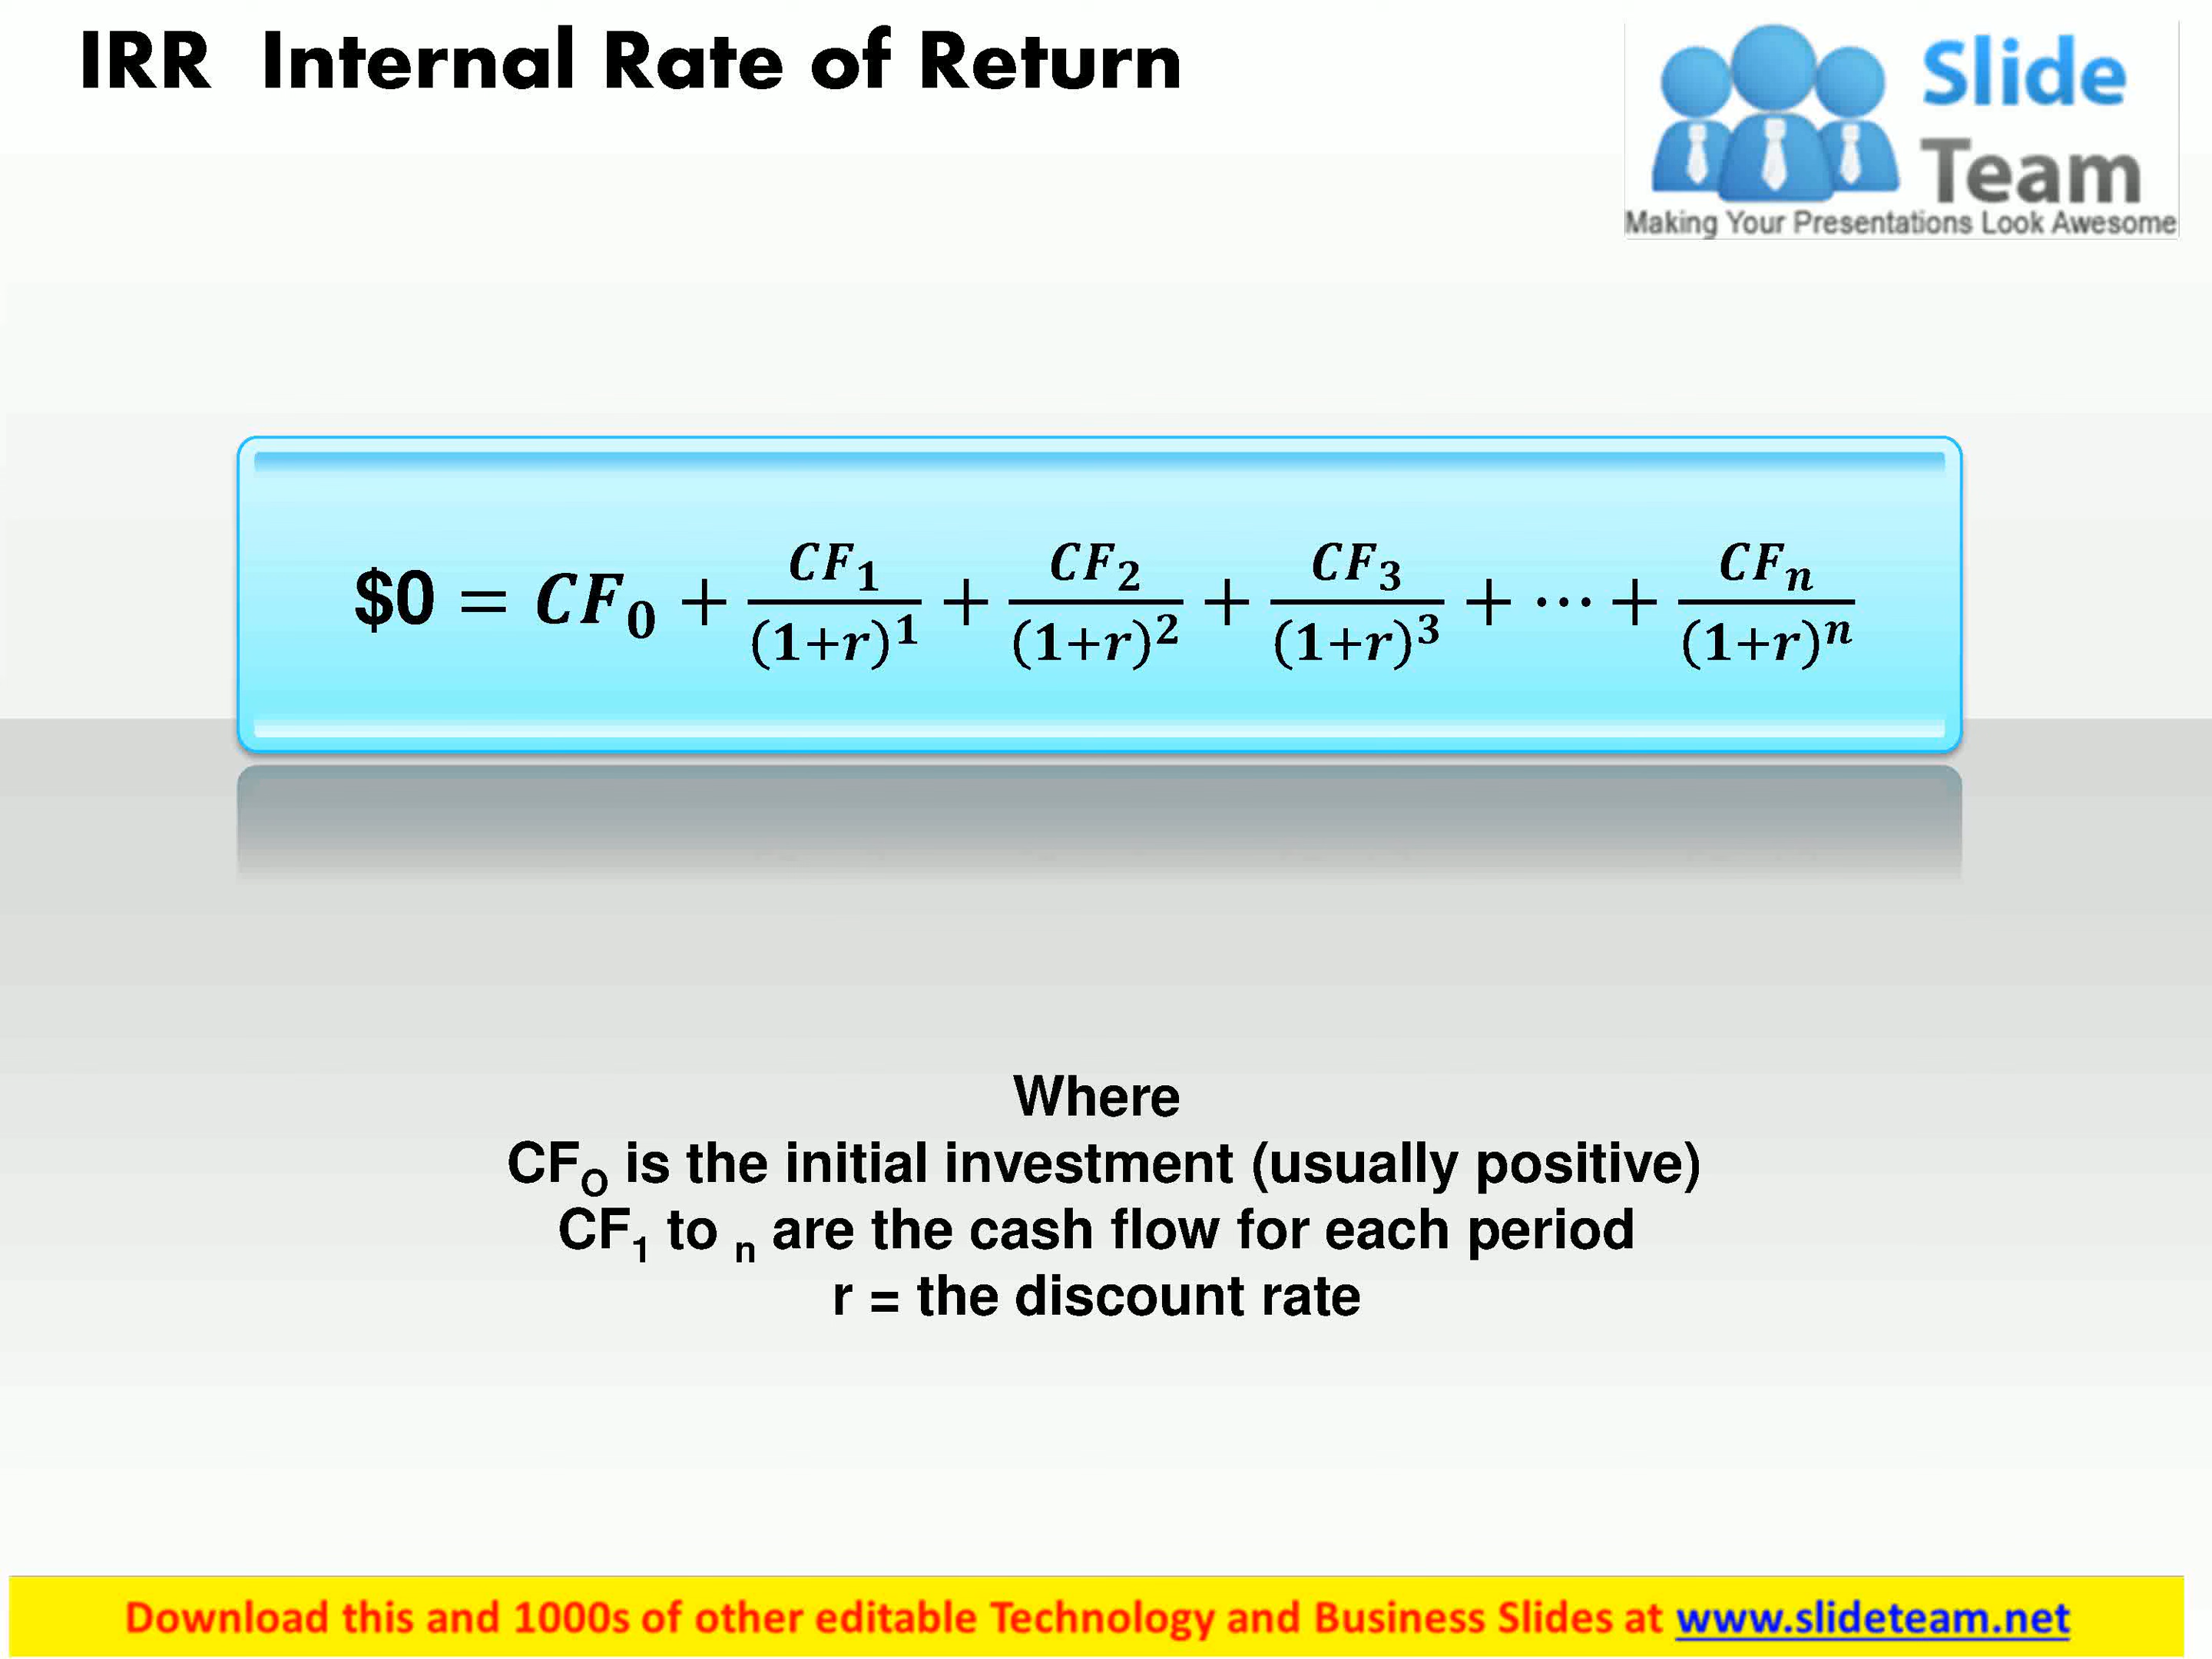 IRR Internal Rate of Return
Slide
Team
Making Your Presentations Look Awesome
$0 = CF₀ + CF₁/(1+r)¹ + CF₂/(1+r)² + CF₃/(1+r)³ + ⋯ + CFₙ/(1+r)ⁿ
Where
CF_O is the initial investment (usually positive)
CF₁ to ₙ are the cash flow for each period
r = the discount rate
Download this and 1000s of other editable Technology and Business Slides at www.slideteam.net